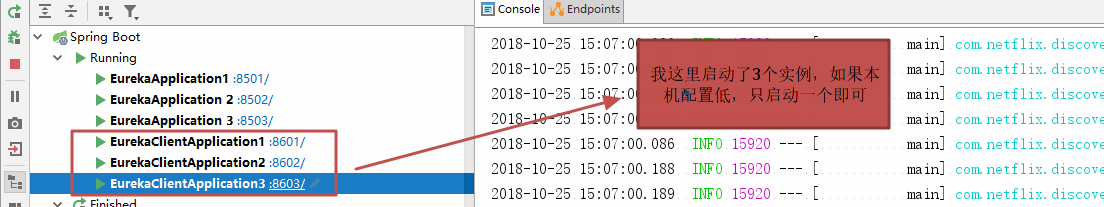 Console Endpoints
Spring Boot
Running
EurekaApplication1 :8501/
EurekaApplication 2 :8502/
EurekaApplication 3 :8503/
EurekaClientApplication1 :8601/
EurekaClientApplication2 :8602/
EurekaClientApplication3 :8603/
Finished
2018-10-25 15:07:00. main] com.netflix.discove
2018-10-25 15:07:00. main] com.netflix.discove
2018-10-25 15:07:00. main] com.netflix.discove
2018-10-25 15:07:00. main] com.netflix.discove
2018-10-25 15:07:00.086 INFO 15920 --- [ main] com.netflix.discove
2018-10-25 15:07:00.188 INFO 15920 --- [ main] com.netflix.discove
2018-10-25 15:07:00.189 INFO 15920 --- [ main] com.netflix.discove
我这里启动了3个实例，如果本
机配置低，只启动一个即可